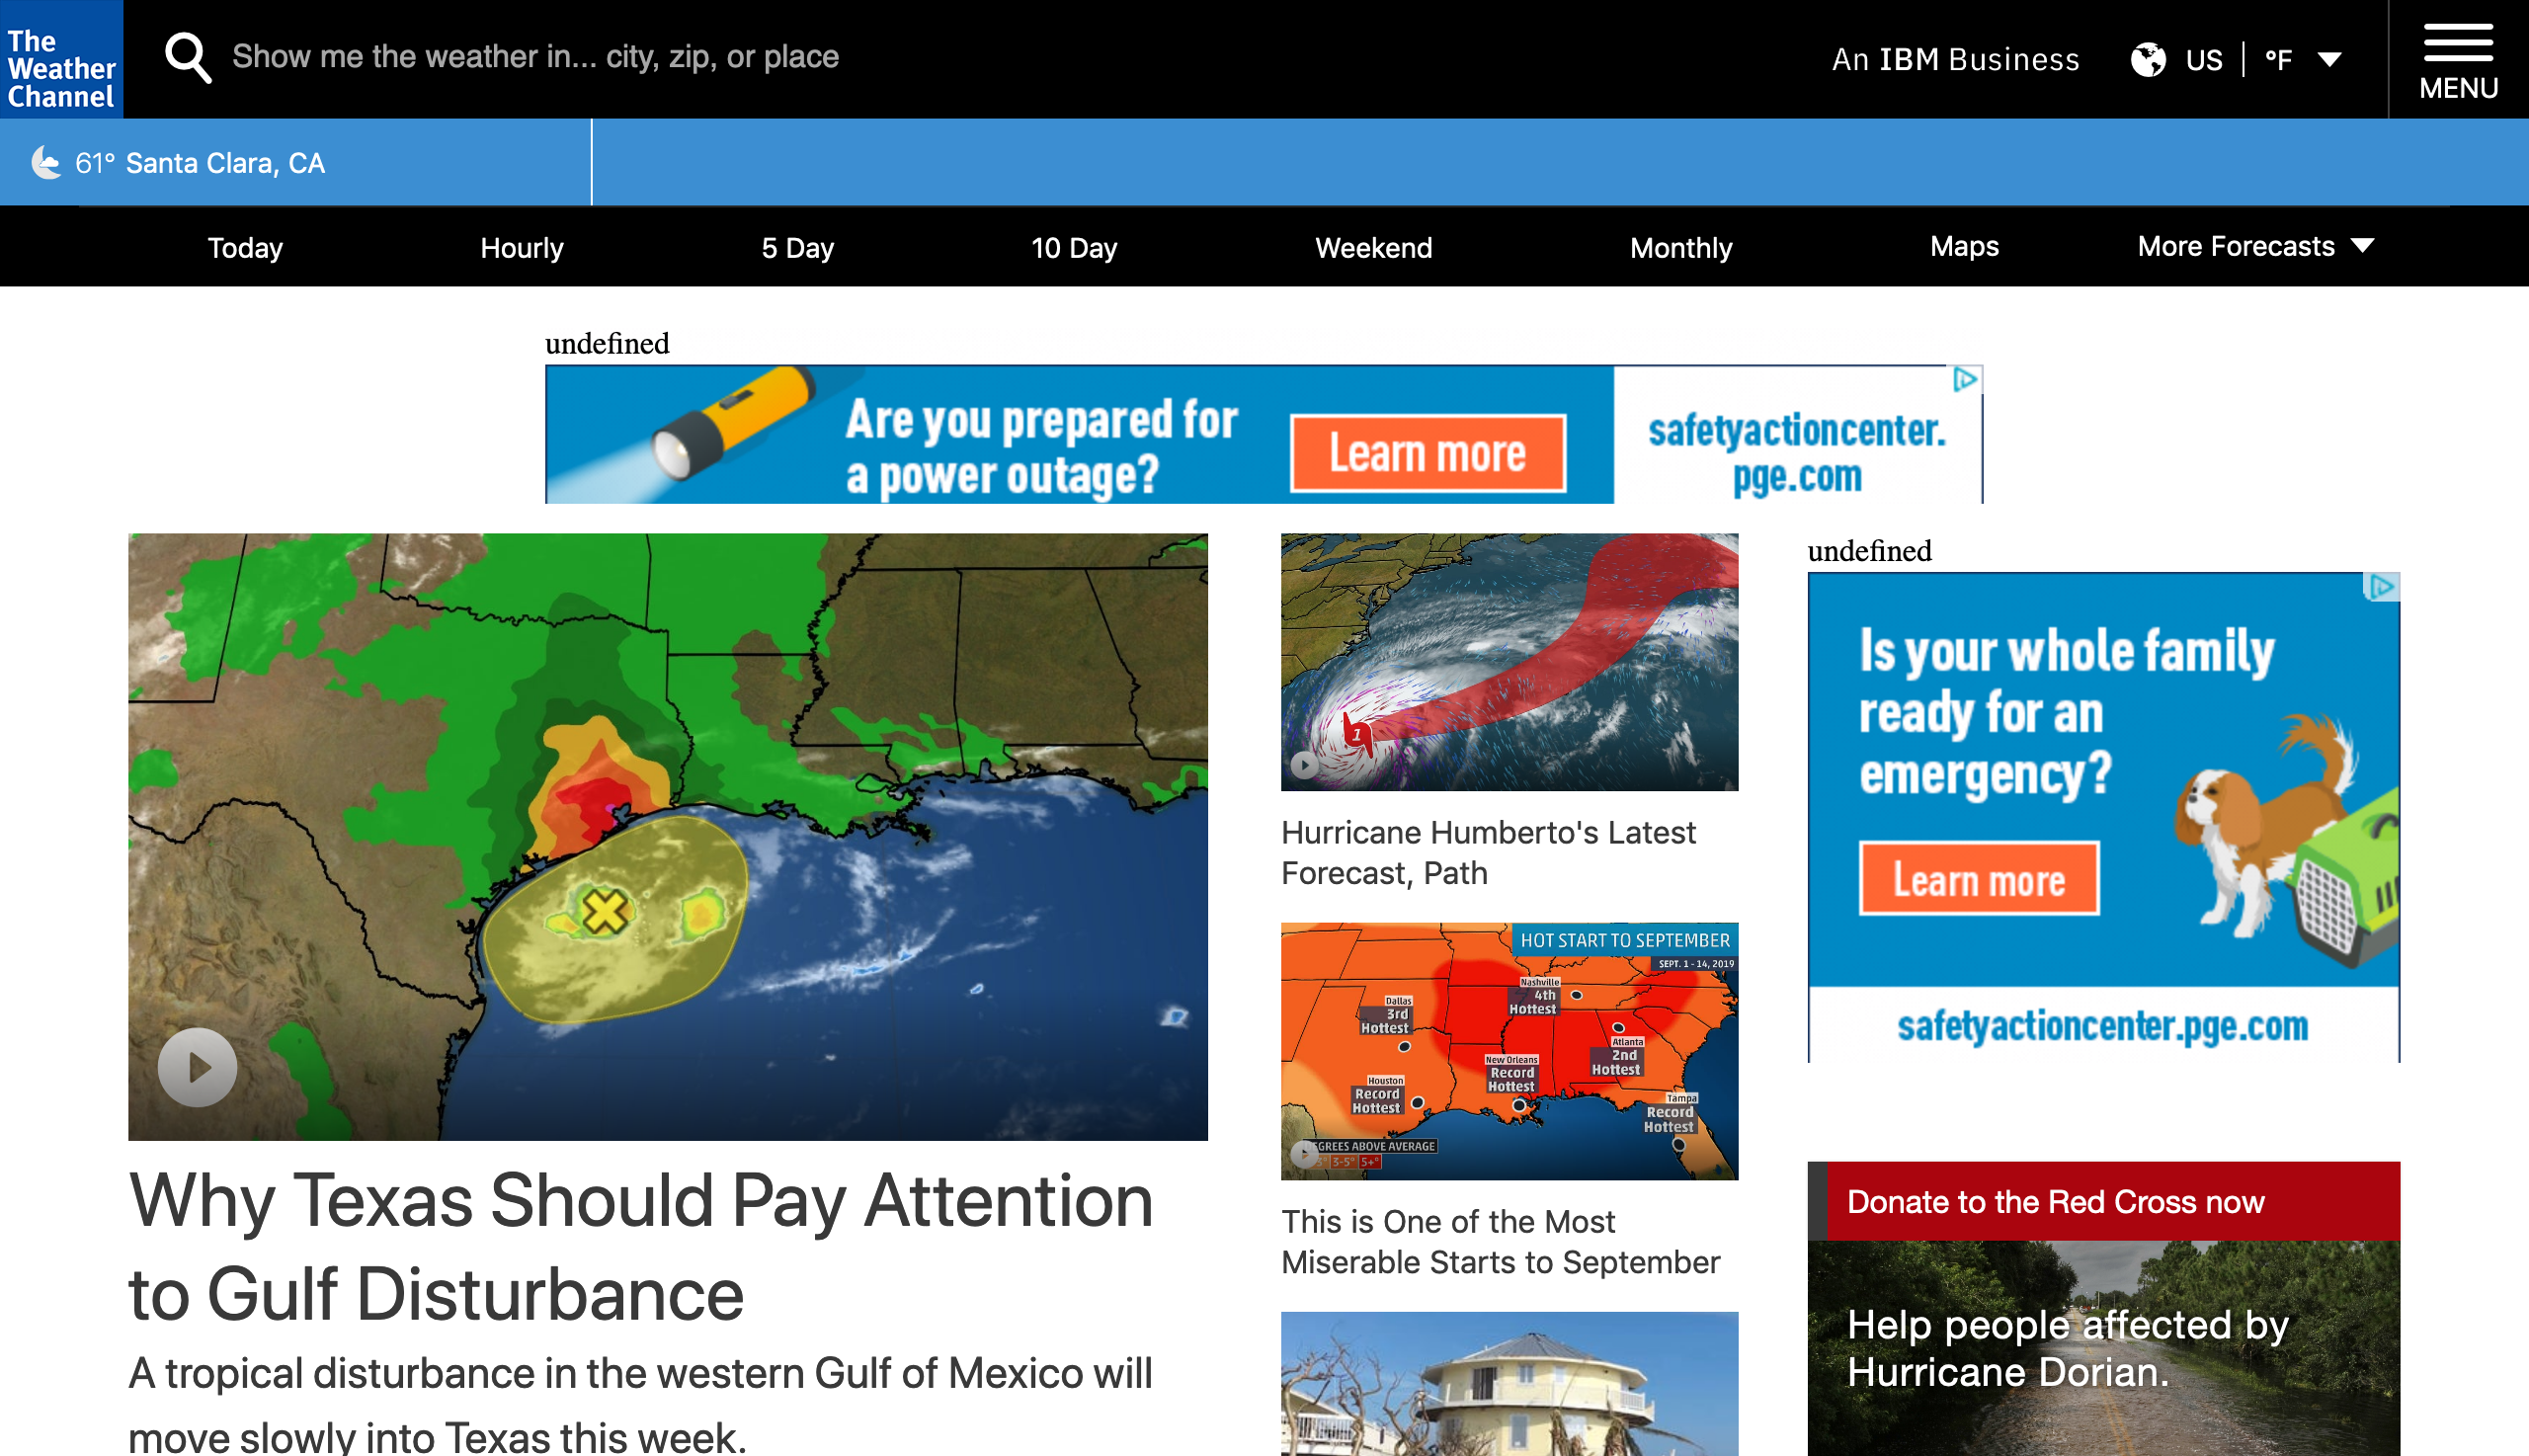 The
Weather
Channel
Show me the weather in... city, zip, or place
An IBM Business
US
°F
MENU
61° Santa Clara, CA
Today
Hourly
5 Day
10 Day
Weekend
Monthly
Maps
More Forecasts
undefined
Are you prepared for
a power outage?
Learn more
safetyactioncenter.
pge.com
Why Texas Should Pay Attention
to Gulf Disturbance
A tropical disturbance in the western Gulf of Mexico will
move slowly into Texas this week.
1
Hurricane Humberto's Latest
Forecast, Path
HOT START TO SEPTEMBER
SEPT. 1 - 14, 2019
Nashville
4th
Hottest
Dallas
3rd
Hottest
Atlanta
2nd
Hottest
New Orleans
Record
Hottest
Houston
Record
Hottest
Tampa
Record
Hottest
ABOVE AVERAGE
3-5° 5+°
This is One of the Most
Miserable Starts to September
undefined
Is your whole family
ready for an
emergency?
Learn more
safetyactioncenter.pge.com
Donate to the Red Cross now
Help people affected by
Hurricane Dorian.